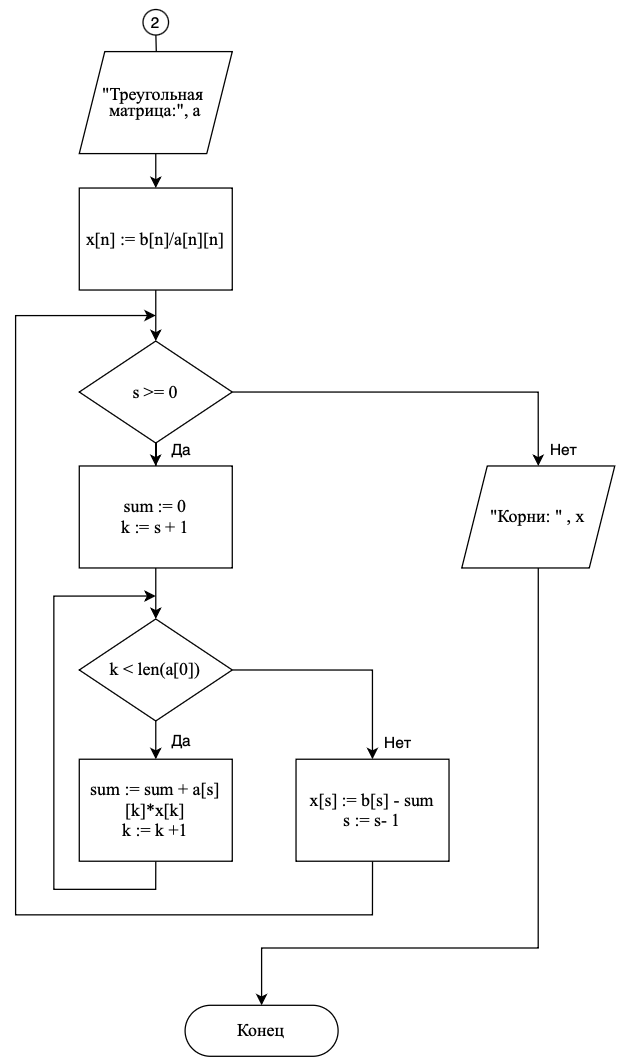 2
"Треугольная
матрица:", a
x[n] := b[n]/a[n][n]
s >= 0
Да
Нет
sum := 0
k := s + 1
"Корни: " , x
k < len(a[0])
Да
Нет
sum := sum + a[s]
[k]*x[k]
k := k +1
x[s] := b[s] - sum
s := s- 1
Конец